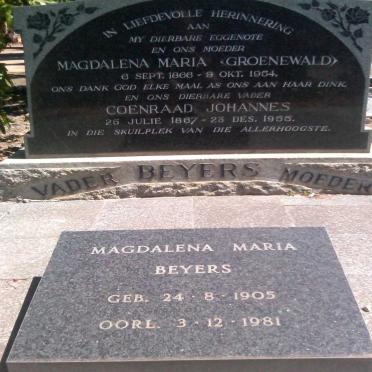 IN LIEFDEVOLLE HERINNERING
AAN
MY DIERBARE EGGENOTE
EN ONS MOEDER
MAGDALENA MARIA (GROENEWALD)
6 SEPT. 1866 - 9 OKT. 1954.
ONS DANK GOD ELKE MAAL AS ONS AAN HAAR DINK.
EN ONS DIERBARE VADER
COENRAAD JOHANNES
25 JULIE 1867 - 23 DES. 1955.
IN DIE SKUILPLEK VAN DIE ALLERHOOGSTE.
VADER BEYERS MOEDER
MAGDALENA MARIA
BEYERS
GEB. 24·8·1905
OORL. 3·12·1981